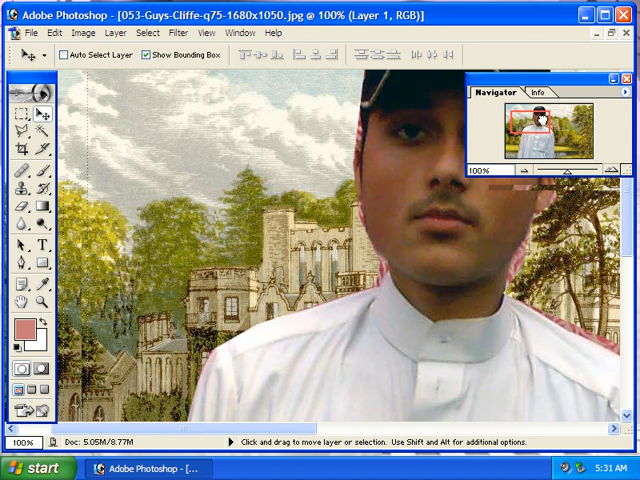 Adobe Photoshop - [053-Guys-Cliffe-q75-1680x1050.jpg @ 100% (Layer 1, RGB)]
File Edit Image Layer Select Filter View Window Help
Auto Select Layer Show Bounding Box
Navigator Info
100%
T
100% Doc: 5.05M/8.77M Click and drag to move layer or selection. Use Shift and Alt for additional options.
start Adobe Photoshop - [... 5:31 AM